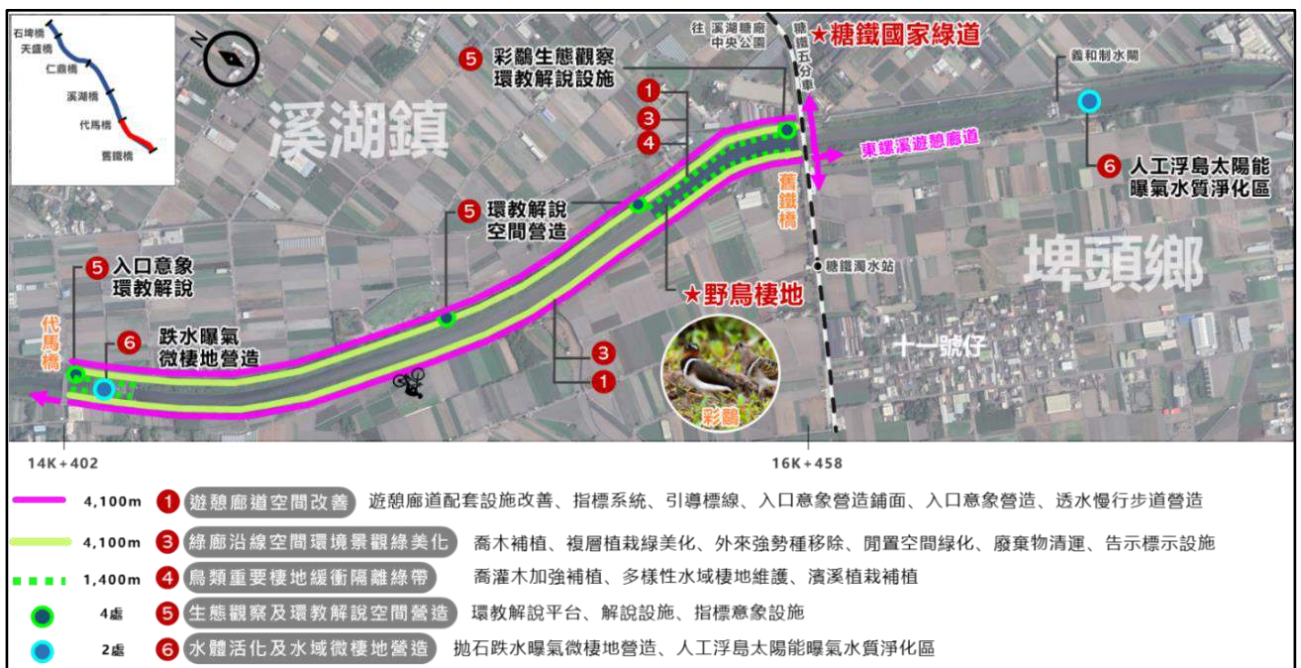 石埤橋
天盛橋
仁鼎橋
溪湖橋
代馬橋
舊鐵橋
N
溪湖鎮
往 溪湖糖廠
中央公園
糖鐵五分車
★糖鐵國家綠道
5 彩鷸生態觀察
環教解說設施
1
3
4
義和制水閘
東螺溪遊憩廊道
6 人工浮島太陽能
曝氣水質淨化區
5 環教解說
空間營造
舊鐵橋
糖鐵濁水站
埤頭鄉
5 入口意象
環教解說
★野鳥棲地
代馬橋
6 跌水曝氣
微棲地營造
3
1
十一號仔
彩鷸
14K+402
16K+458
4,100m 1 遊憩廊道空間改善 遊憩廊道配套設施改善、指標系統、引導標線、入口意象營造鋪面、入口意象營造、透水慢行步道營造
4,100m 3 綠廊沿線空間環境景觀綠美化 喬木補植、複層植栽綠美化、外來強勢種移除、閒置空間綠化、廢棄物清運、告示標示設施
1,400m 4 鳥類重要棲地緩衝隔離綠帶 喬灌木加強補植、多樣性水域棲地維護、濱溪植栽補植
4處 5 生態觀察及環教解說空間營造 環教解說平台、解說設施、指標意象設施
2處 6 水體活化及水域微棲地營造 拋石跌水曝氣微棲地營造、人工浮島太陽能曝氣水質淨化區